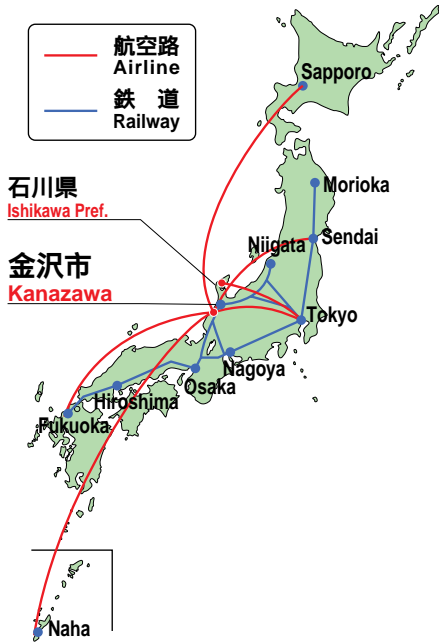 航空路
Airline
鉄 道
Railway
Sapporo
石川県
Ishikawa Pref.
Morioka
Niigata
Sendai
金沢市
Kanazawa
Tokyo
Nagoya
Osaka
Hiroshima
Fukuoka
Naha